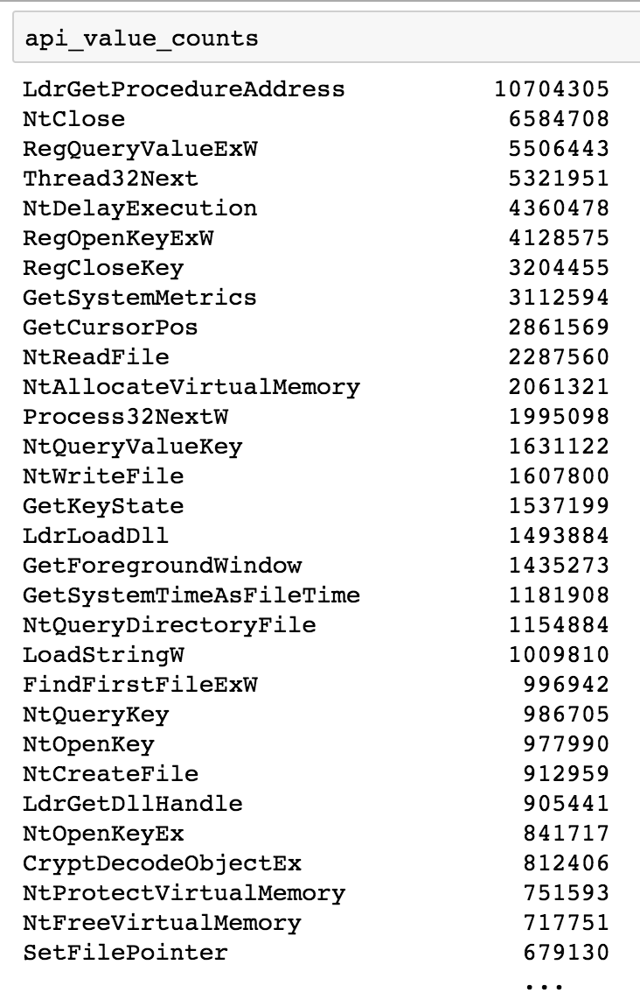 api_value_counts
LdrGetProcedureAddress 10704305
NtClose 6584708
RegQueryValueExW 5506443
Thread32Next 5321951
NtDelayExecution 4360478
RegOpenKeyExW 4128575
RegCloseKey 3204455
GetSystemMetrics 3112594
GetCursorPos 2861569
NtReadFile 2287560
NtAllocateVirtualMemory 2061321
Process32NextW 1995098
NtQueryValueKey 1631122
NtWriteFile 1607800
GetKeyState 1537199
LdrLoadDll 1493884
GetForegroundWindow 1435273
GetSystemTimeAsFileTime 1181908
NtQueryDirectoryFile 1154884
LoadStringW 1009810
FindFirstFileExW 996942
NtQueryKey 986705
NtOpenKey 977990
NtCreateFile 912959
LdrGetDllHandle 905441
NtOpenKeyEx 841717
CryptDecodeObjectEx 812406
NtProtectVirtualMemory 751593
NtFreeVirtualMemory 717751
SetFilePointer 679130
...